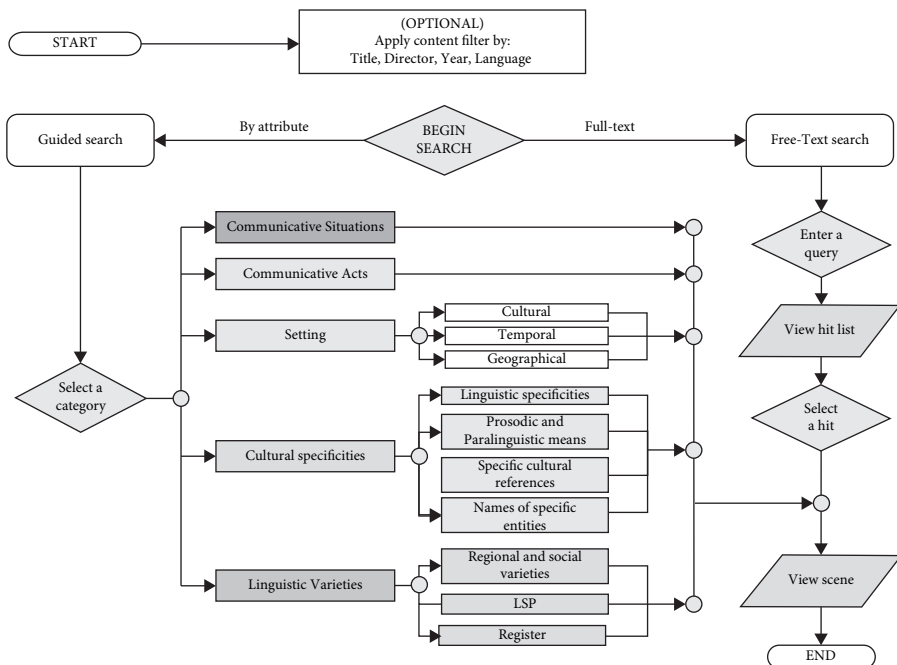 START
(OPTIONAL)
Apply content filter by:
Title, Director, Year, Language
Guided search
By attribute
BEGIN
SEARCH
Full-text
Free-Text search
Communicative Situations
Communicative Acts
Setting
Cultural
Temporal
Geographical
Select a
category
Cultural specificities
Linguistic specificities
Prosodic and
Paralinguistic means
Specific cultural
references
Names of specific
entities
Linguistic Varieties
Regional and social
varieties
LSP
Register
Enter a
query
View hit list
Select
a hit
View scene
END